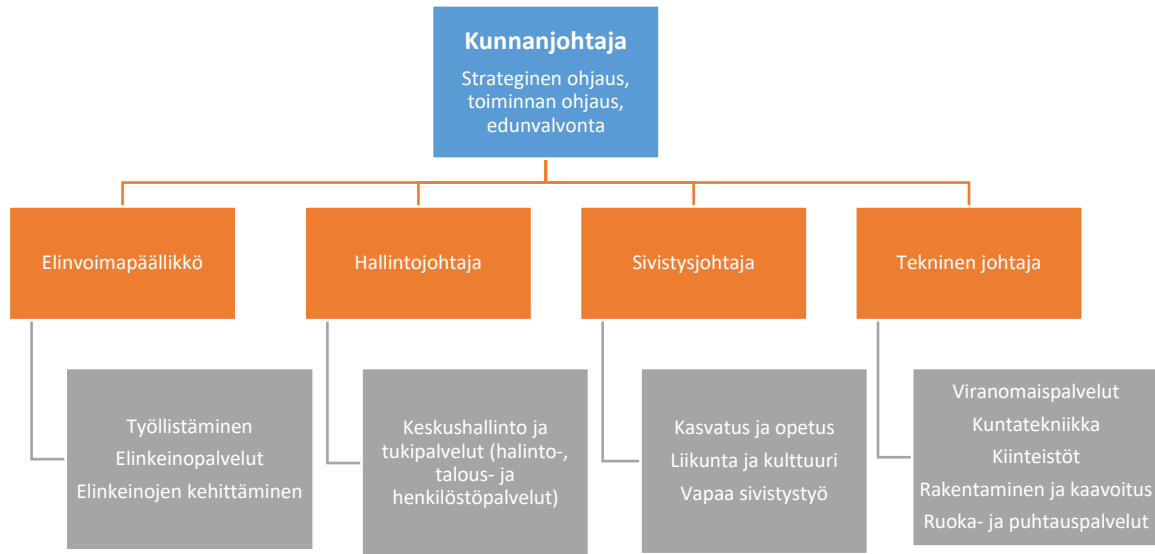 Kunnanjohtaja
Strateginen ohjaus,
toiminnan ohjaus,
edunvalvonta
Elinvoimapäällikkö
Hallintojohtaja
Sivistysjohtaja
Tekninen johtaja
Työllistäminen
Elinkeinopalvelut
Elinkeinojen kehittäminen
Keskushallinto ja
tukipalvelut (halinto-,
talous- ja
henkilöstöpalvelut)
Kasvatus ja opetus
Liikunta ja kulttuuri
Vapaa sivistystyö
Viranomaispalvelut
Kuntatekniikka
Kiinteistöt
Rakentaminen ja kaavoitus
Ruoka- ja puhtauspalvelut